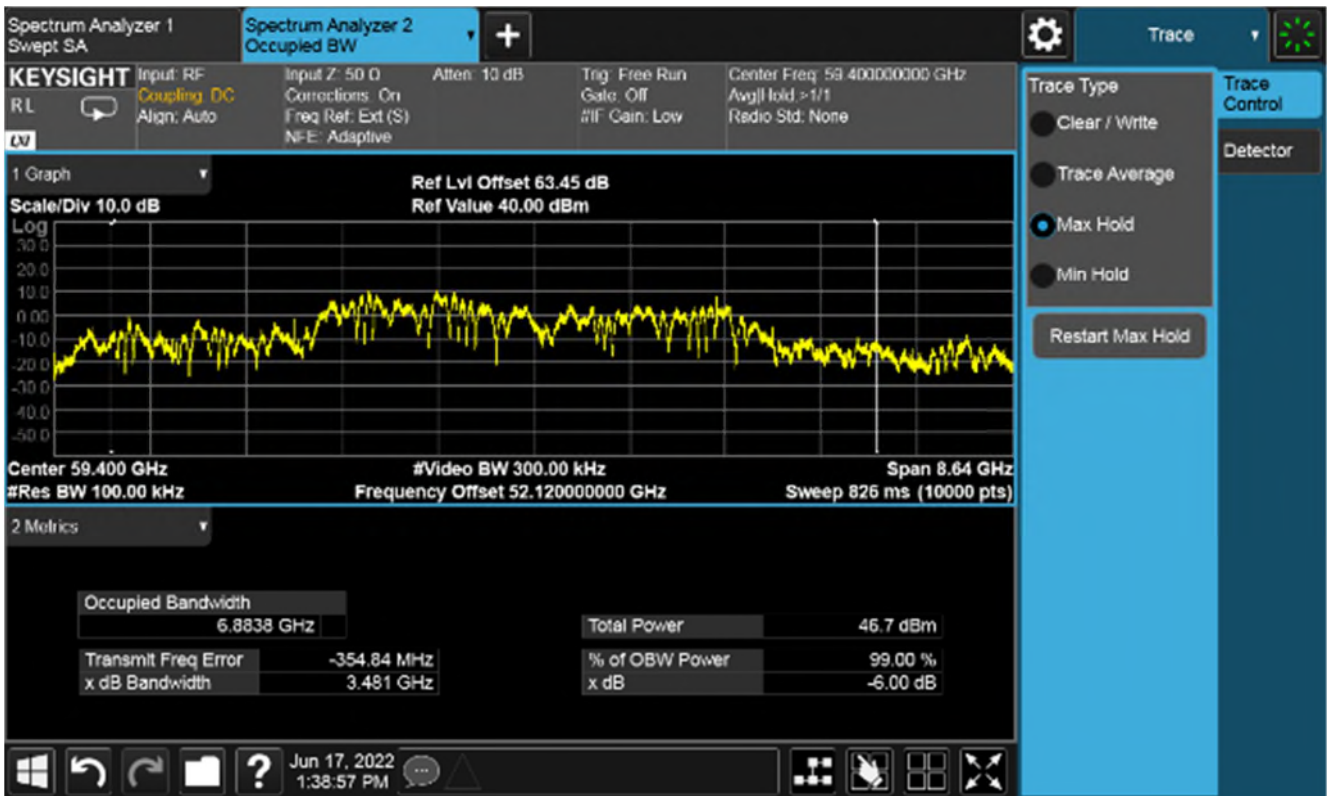 Spectrum Analyzer 1
Swept SA
Spectrum Analyzer 2
Occupied BW
Trace
KEYSIGHT
RL
LXI
Input: RF
Coupling: DC
Align: Auto
Input Z: 50 Ω
Corrections: On
Freq Ref: Ext (S)
NFE: Adaptive
Atten: 10 dB
Trig: Free Run
Gate: Off
#IF Gain: Low
Center Freq: 59.400000000 GHz
Avg|Hold:>1/1
Radio Std: None
Trace Type
Clear / Write
Trace Average
Max Hold
Min Hold
Restart Max Hold
Trace
Control
Detector
1 Graph
Scale/Div 10.0 dB
Ref Lvl Offset 63.45 dB
Ref Value 40.00 dBm
Log
30.0
20.0
10.0
0.00
-10.0
-20.0
-30.0
-40.0
-50.0
Center 59.400 GHz
#Video BW 300.00 kHz
Span 8.64 GHz
#Res BW 100.00 kHz
Frequency Offset 52.120000000 GHz
Sweep 826 ms (10000 pts)
2 Metrics
Occupied Bandwidth
6.8838 GHz
Total Power 46.7 dBm
Transmit Freq Error -354.84 MHz
% of OBW Power 99.00 %
x dB Bandwidth 3.481 GHz
x dB -6.00 dB
?
Jun 17, 2022
1:38:57 PM